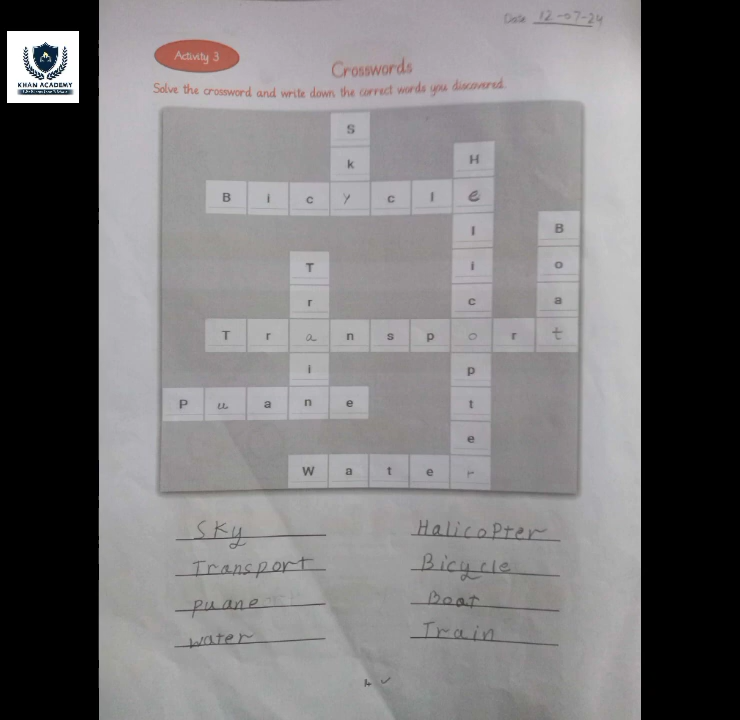 Date 12-07-24
KHAN ACADEMY
Activity 3
Crosswords
Solve the crossword and write down the correct words you discovered.
S
k H
B i c y c l e
l B
T i o
r c a
T r a n s p o r t
i p
P u a n e t
e
W a t e r
Sky Halicopter
Transport Bicycle
Puane Boat
water Train